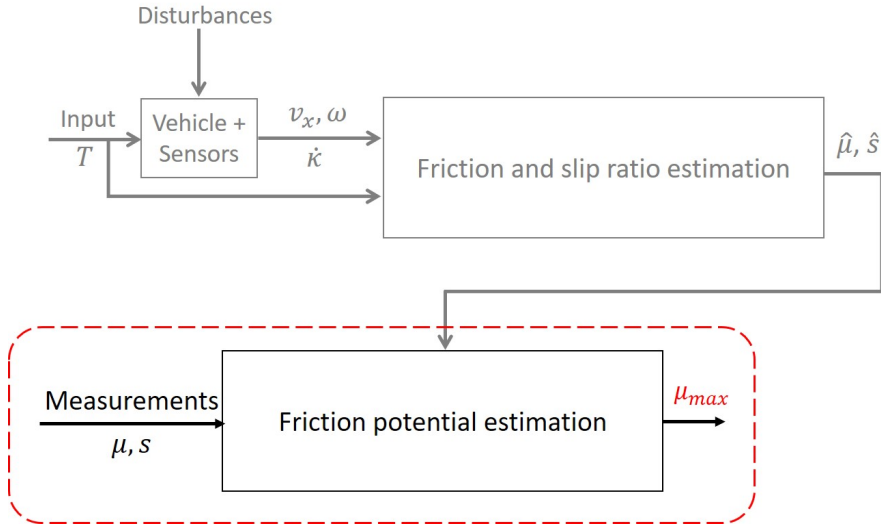 Disturbances
Input
T
Vehicle +
Sensors
vₓ, ω
κ̇
Friction and slip ratio estimation
μ̂, ŝ
Measurements
μ, s
Friction potential estimation
μₘₐₓ